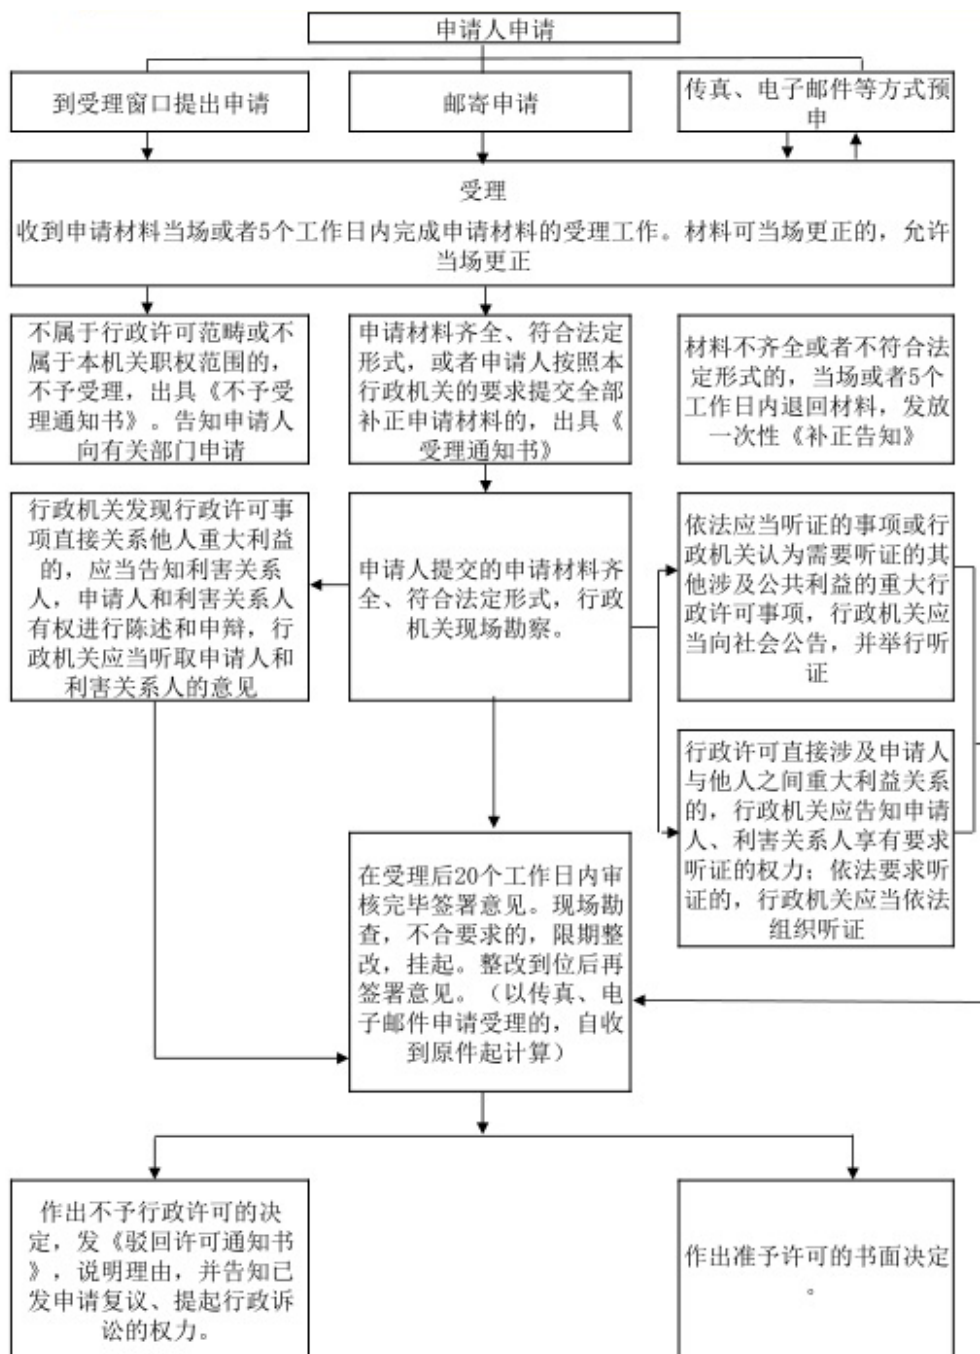 申请人申请
到受理窗口提出申请
邮寄申请
传真、电子邮件等方式预
申
受理
收到申请材料当场或者5个工作日内完成申请材料的受理工作。材料可当场更正的，允许
当场更正
不属于行政许可范畴或不
属于本机关职权范围的，
不予受理，出具《不予受
理通知书》。告知申请人
向有关部门申请
申请材料齐全、符合法定
形式，或者申请人按照本
行政机关的要求提交全部
补正申请材料的，出具《
受理通知书》
材料不齐全或者不符合法
定形式的，当场或者5个
工作日内退回材料，发放
一次性《补正告知》
行政机关发现行政许可事
项直接关系他人重大利益
的，应当告知利害关系
人，申请人和利害关系人
有权进行陈述和申辩，行
政机关应当听取申请人和
利害关系人的意见
申请人提交的申请材料齐
全、符合法定形式，行政
机关现场勘察。
依法应当听证的事项或行
政机关认为需要听证的其
他涉及公共利益的重大行
政许可事项，行政机关应
当向社会公告，并举行听
证
行政许可直接涉及申请人
与他人之间重大利益关系
的，行政机关应告知申请
人、利害关系人享有要求
听证的权力；依法要求听
证的，行政机关应当依法
组织听证
在受理后20个工作日内审
核完毕签署意见。现场勘
查，不合要求的，限期整
改，挂起。整改到位后再
签署意见。（以传真、电
子邮件申请受理的，自收
到原件起计算）
作出不予行政许可的决
定，发《驳回许可通知书
》，说明理由，并告知已
发申请复议、提起行政诉
讼的权力。
作出准予许可的书面决定
。